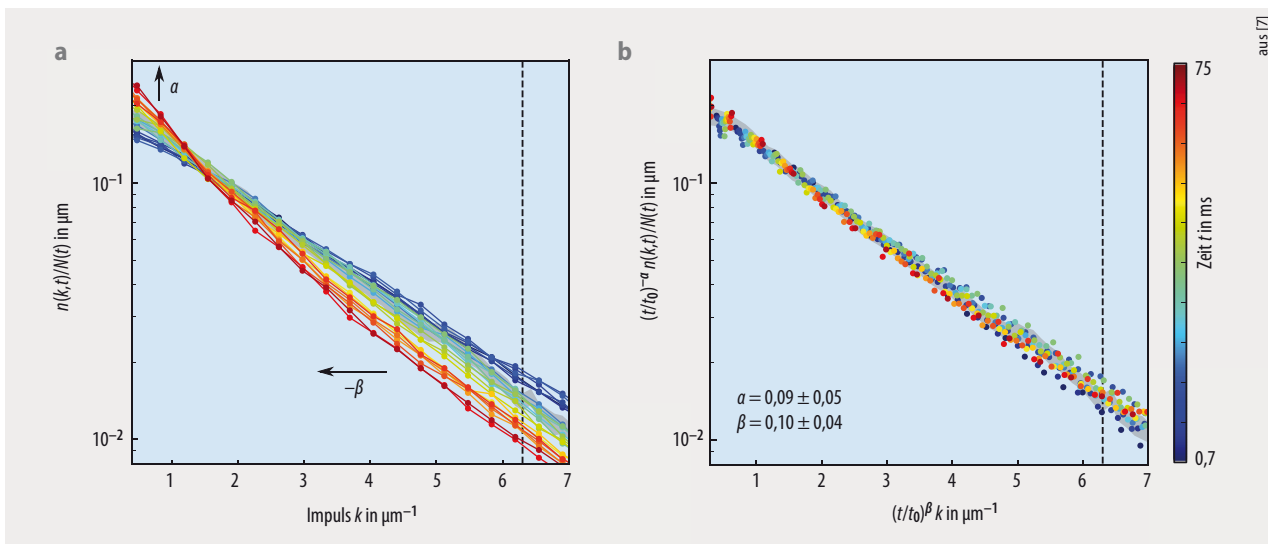 a
α
n(k,t)/N(t) in µm
10⁻¹
10⁻²
–β
1 2 3 4 5 6 7
Impuls k in µm⁻¹
b
(t/t₀)⁻ᵅ n(k,t)/N(t) in µm
10⁻¹
10⁻²
α = 0,09 ± 0,05
β = 0,10 ± 0,04
1 2 3 4 5 6 7
(t/t₀)ᵝ k in µm⁻¹
75
Zeit t in ms
0,7
aus [7]